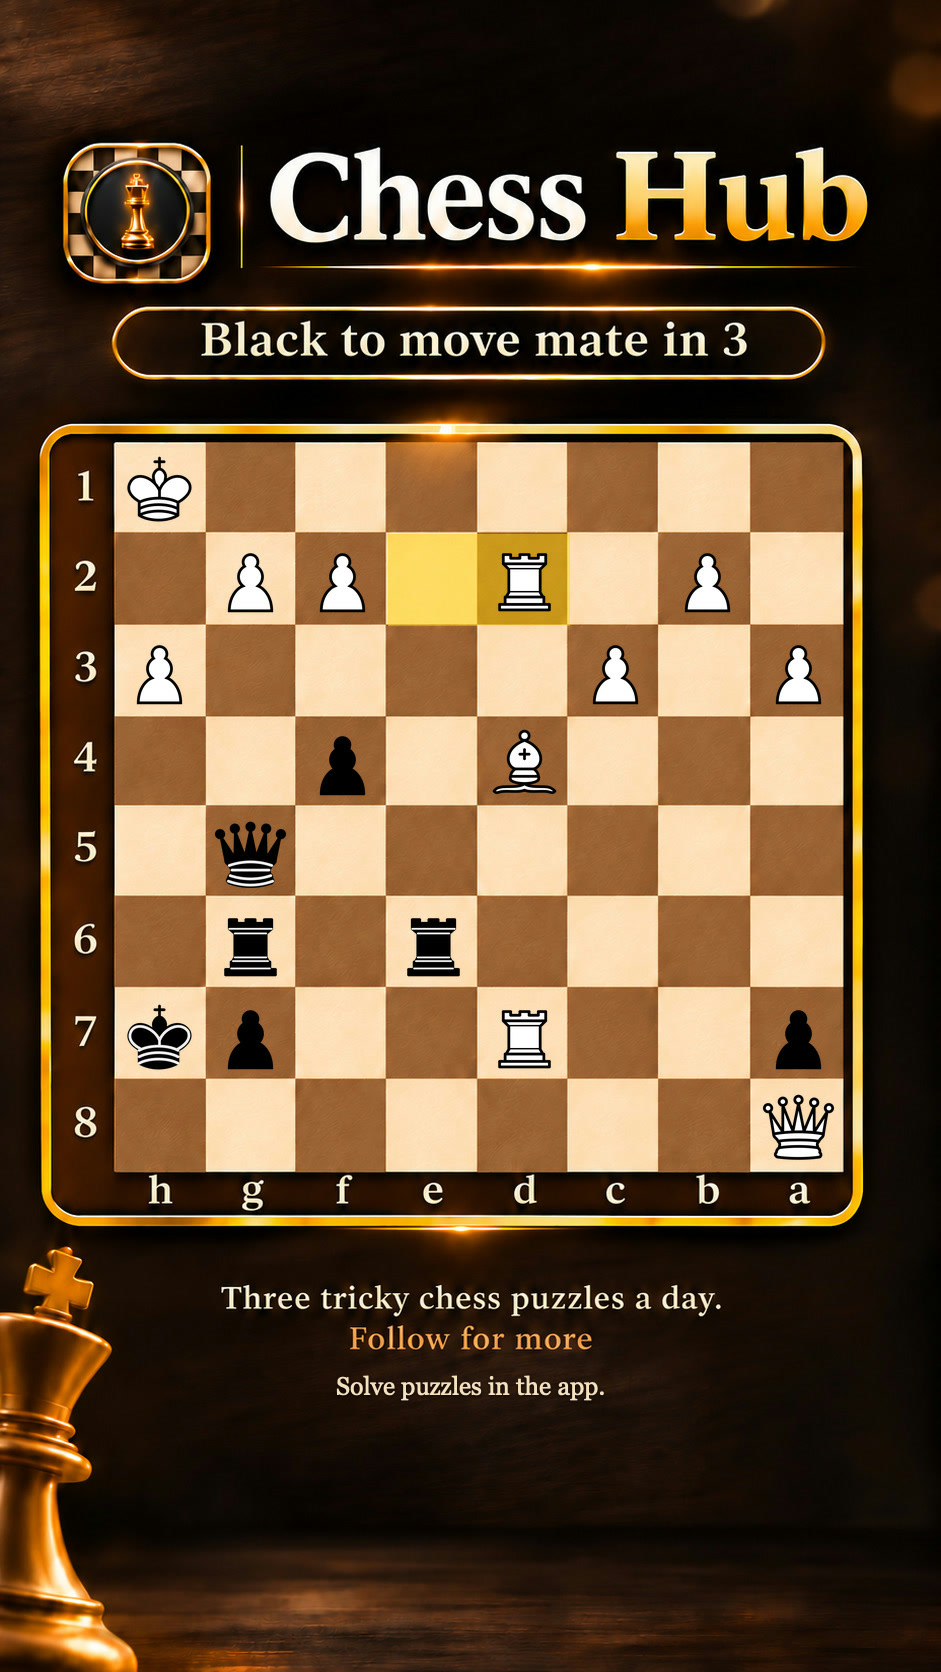 Chess Hub
Black to move mate in 3
1
2
3
4
5
6
7
8
h g f e d c b a
Three tricky chess puzzles a day.
Follow for more
Solve puzzles in the app.